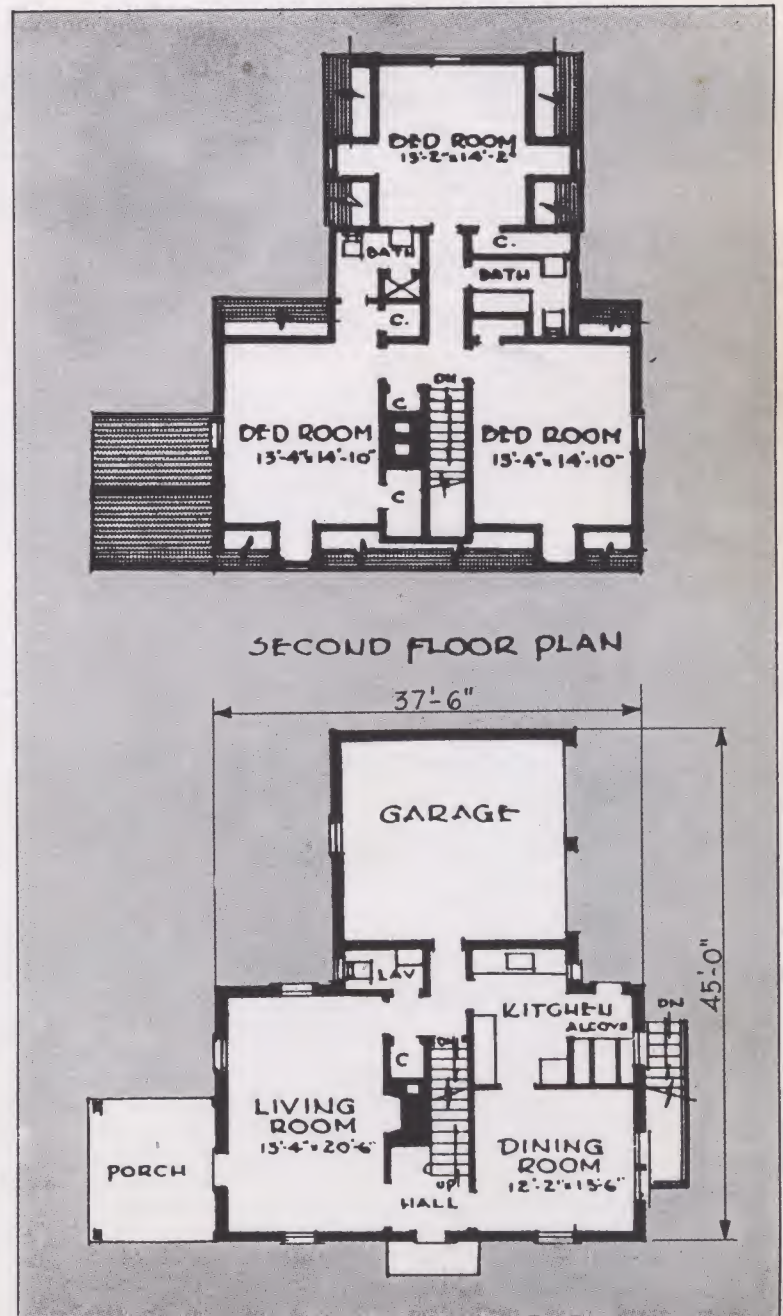 BED ROOM
13'-2"x14'-2"
C.
BATH
BATH
C.
DN
C
BED ROOM
13'-4"x14'-10"
BED ROOM
13'-4"x14'-10"
C
SECOND FLOOR PLAN
37'-6"
GARAGE
45'-0"
LAV
KITCHEN
ALCOVE
DN
DN
C
LIVING
ROOM
13'-4"x20'-6"
PORCH
DINING
ROOM
12'-2"x13'-6"
UP
HALL